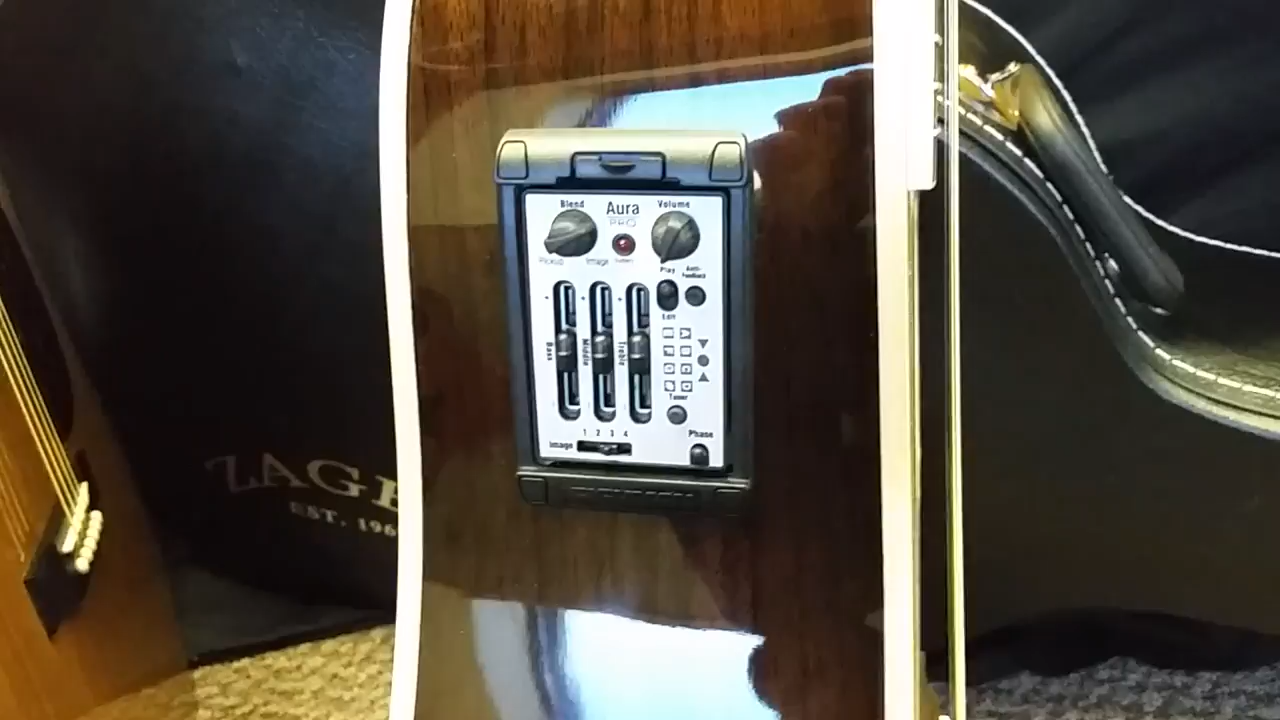 Blend
Aura
Volume
PRO
Pickup
Image
Battery
Play
Anti-
Feedback
Edit
Bass
Middle
Treble
Tuner
1 2 3 4
Image
Phase
ZAGE
EST. 196